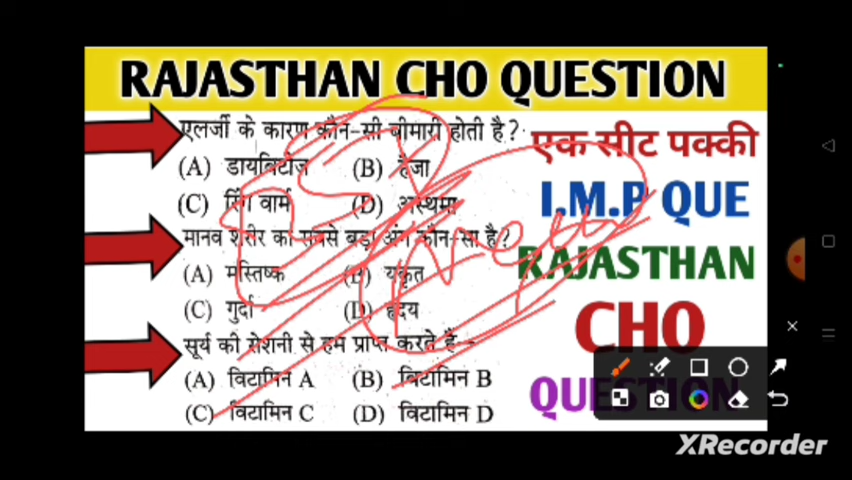 RAJASTHAN CHO QUESTION
एलर्जी के कारण कौन-सी बीमारी होती है?
(A) डायबिटीज़ (B) हैजा
(C) रिंग वार्म (D) अस्थमा
मानव शरीर का सबसे बड़ा अंग कौन-सा है?
(A) मस्तिष्क (B) यकृत
(C) गुर्दा (D) हृदय
सूर्य की रोशनी से हम प्राप्त करते हैं-
(A) विटामिन A (B) विटामिन B
(C) विटामिन C (D) विटामिन D
एक सीट पक्की
I.M.P QUE
RAJASTHAN
CHO
QUESTION
XRecorder